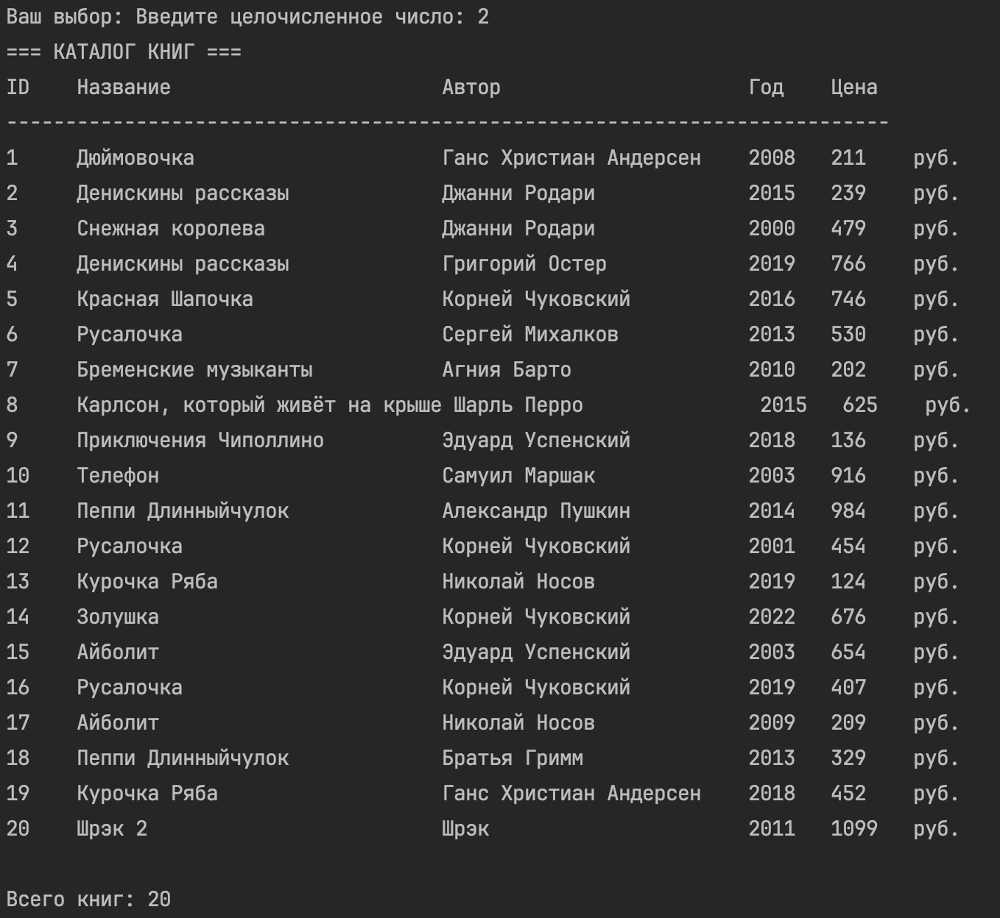 Ваш выбор: Введите целочисленное число: 2
=== КАТАЛОГ КНИГ ===
ID    Название                       Автор                     Год    Цена
---------------------------------------------------------------------------
1     Дюймовочка                     Ганс Христиан Андерсен    2008   211    руб.
2     Денискины рассказы             Джанни Родари             2015   239    руб.
3     Снежная королева               Джанни Родари             2000   479    руб.
4     Денискины рассказы             Григорий Остер            2019   766    руб.
5     Красная Шапочка                Корней Чуковский          2016   746    руб.
6     Русалочка                      Сергей Михалков           2013   530    руб.
7     Бременские музыканты           Агния Барто               2010   202    руб.
8     Карлсон, который живёт на крыше Шарль Перро               2015   625    руб.
9     Приключения Чиполлино          Эдуард Успенский          2018   136    руб.
10    Телефон                        Самуил Маршак             2003   916    руб.
11    Пеппи Длинныйчулок             Александр Пушкин          2014   984    руб.
12    Русалочка                      Корней Чуковский          2001   454    руб.
13    Курочка Ряба                   Николай Носов             2019   124    руб.
14    Золушка                        Корней Чуковский          2022   676    руб.
15    Айболит                        Эдуард Успенский          2003   654    руб.
16    Русалочка                      Корней Чуковский          2019   407    руб.
17    Айболит                        Николай Носов             2009   209    руб.
18    Пеппи Длинныйчулок             Братья Гримм              2013   329    руб.
19    Курочка Ряба                   Ганс Христиан Андерсен    2018   452    руб.
20    Шрэк 2                         Шрэк                      2011   1099   руб.
Всего книг: 20